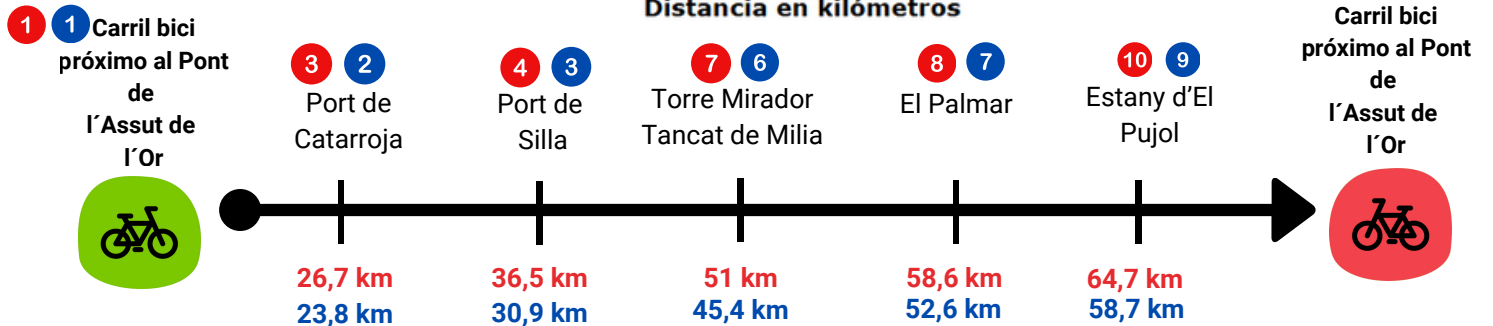 Distancia en kilómetros
1 1 Carril bici
próximo al Pont
de
l´Assut de
l´Or
3 2
Port de
Catarroja
4 3
Port de
Silla
7 6
Torre Mirador
Tancat de Milia
8 7
El Palmar
10 9
Estany d’El
Pujol
Carril bici
próximo al Pont
de
l´Assut de
l´Or
26,7 km
23,8 km
36,5 km
30,9 km
51 km
45,4 km
58,6 km
52,6 km
64,7 km
58,7 km